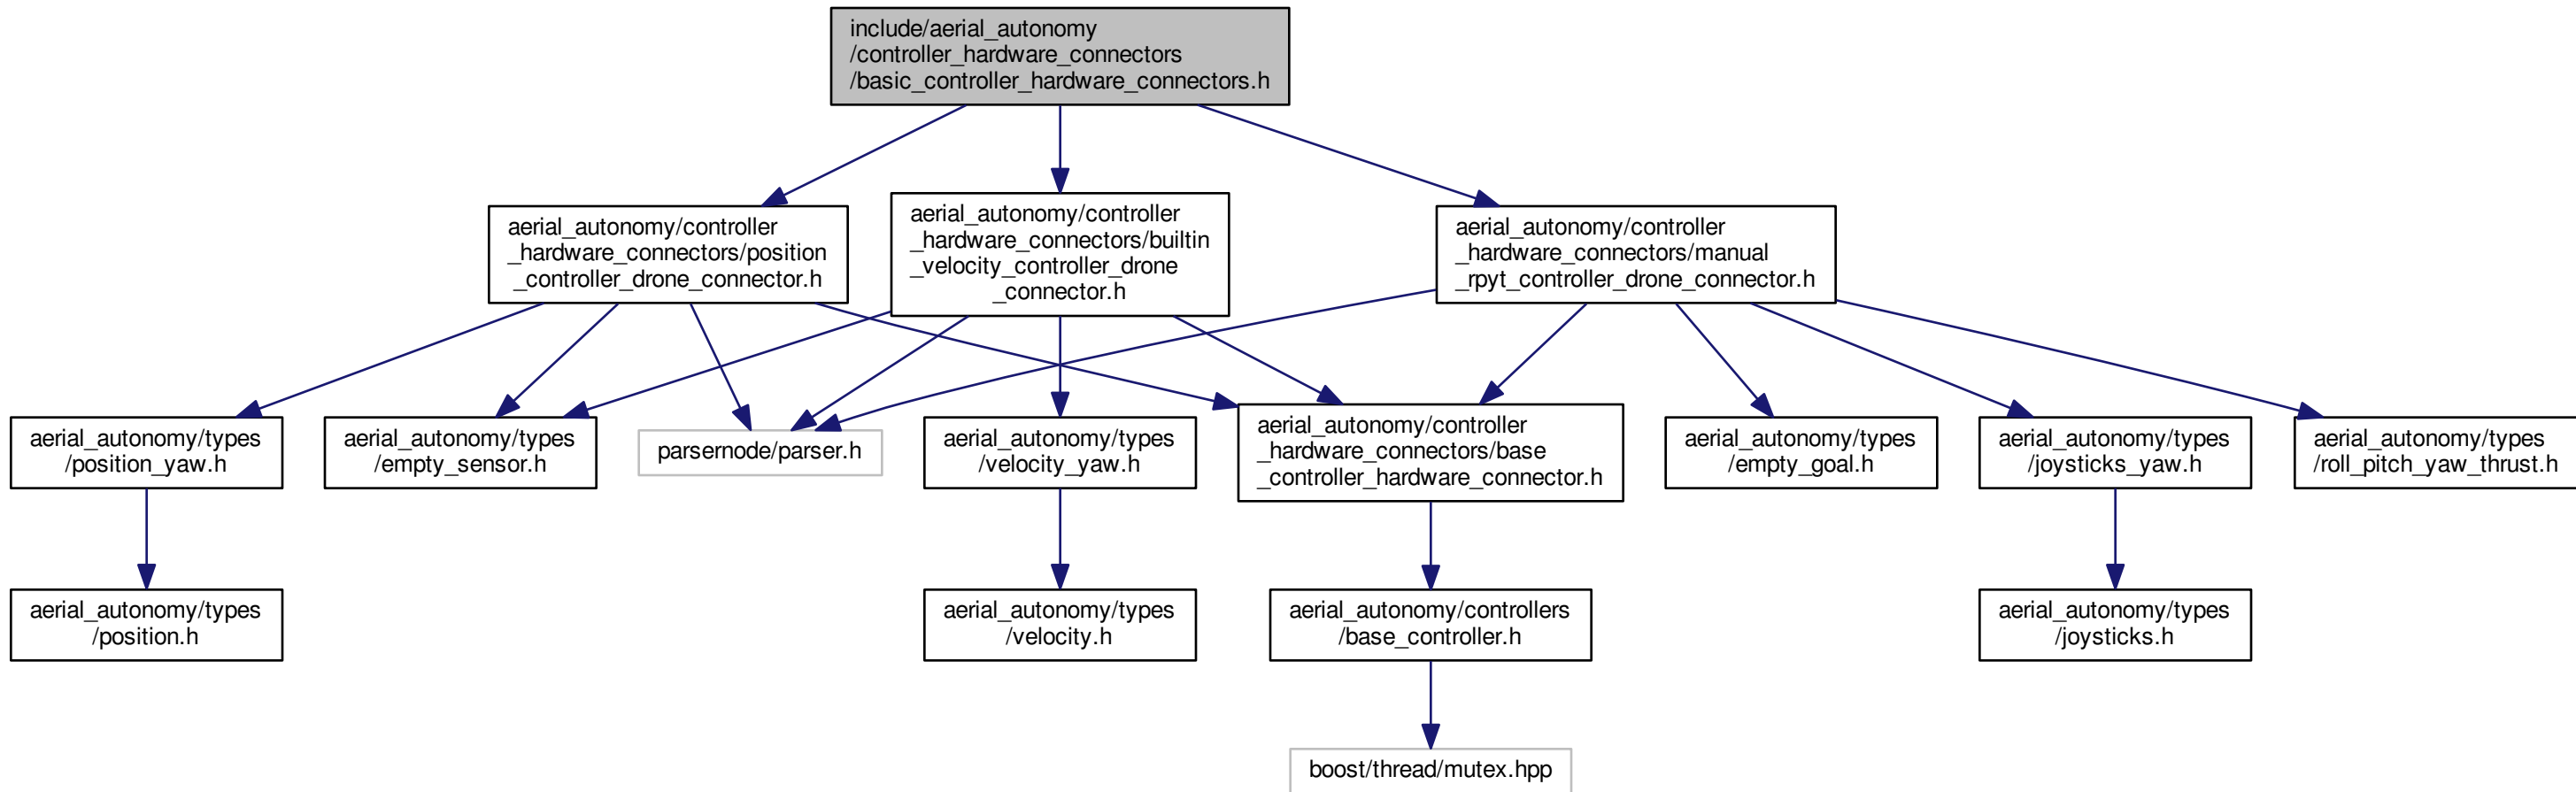 include/aerial_autonomy
/controller_hardware_connectors
/basic_controller_hardware_connectors.h
aerial_autonomy/controller
_hardware_connectors/position
_controller_drone_connector.h
aerial_autonomy/controller
_hardware_connectors/builtin
_velocity_controller_drone
_connector.h
aerial_autonomy/controller
_hardware_connectors/manual
_rpyt_controller_drone_connector.h
aerial_autonomy/types
/position_yaw.h
aerial_autonomy/types
/empty_sensor.h
parsernode/parser.h
aerial_autonomy/types
/velocity_yaw.h
aerial_autonomy/controller
_hardware_connectors/base
_controller_hardware_connector.h
aerial_autonomy/types
/empty_goal.h
aerial_autonomy/types
/joysticks_yaw.h
aerial_autonomy/types
/roll_pitch_yaw_thrust.h
aerial_autonomy/types
/position.h
aerial_autonomy/types
/velocity.h
aerial_autonomy/controllers
/base_controller.h
aerial_autonomy/types
/joysticks.h
boost/thread/mutex.hpp